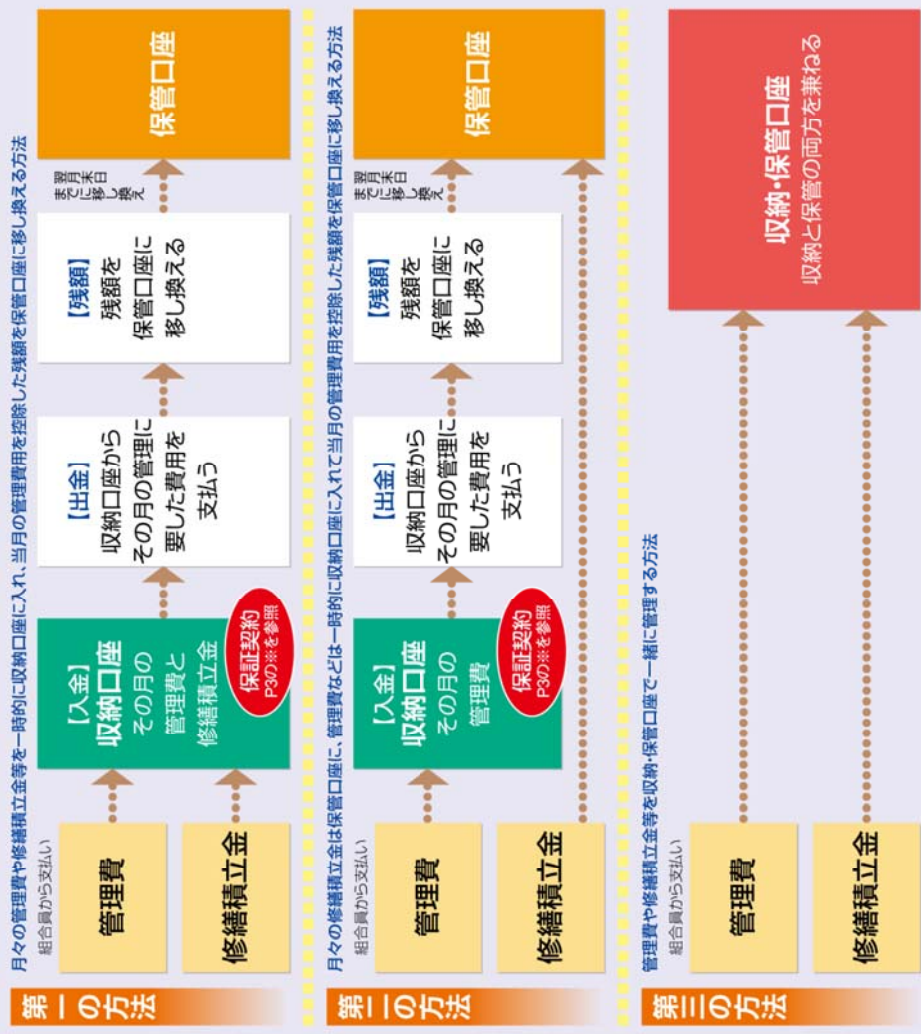 第一の方法
月々の管理費や修繕積立金等を一時的に収納口座に入れ、当月の管理費用を控除した残額を保管口座に移し換える方法
組合員から支払い
管理費
修繕積立金
【入金】
収納口座
その月の
管理費と
修繕積立金
保証契約
P3の※を参照
【出金】
収納口座から
その月の管理に
要した費用を
支払う
【残額】
残額を
保管口座に
移し換える
翌月末日
までに移し換え
保管口座
第二の方法
月々の修繕積立金は保管口座に、管理費などは一時的に収納口座に入れて当月の管理費用を控除した残額を保管口座に移し換える方法
組合員から支払い
管理費
修繕積立金
【入金】
収納口座
その月の
管理費
保証契約
P3の※を参照
【出金】
収納口座から
その月の管理に
要した費用を
支払う
【残額】
残額を
保管口座に
移し換える
翌月末日
までに移し換え
保管口座
第三の方法
管理費や修繕積立金等を収納・保管口座で一緒に管理する方法
組合員から支払い
管理費
修繕積立金
収納・保管口座
収納と保管の両方を兼ねる